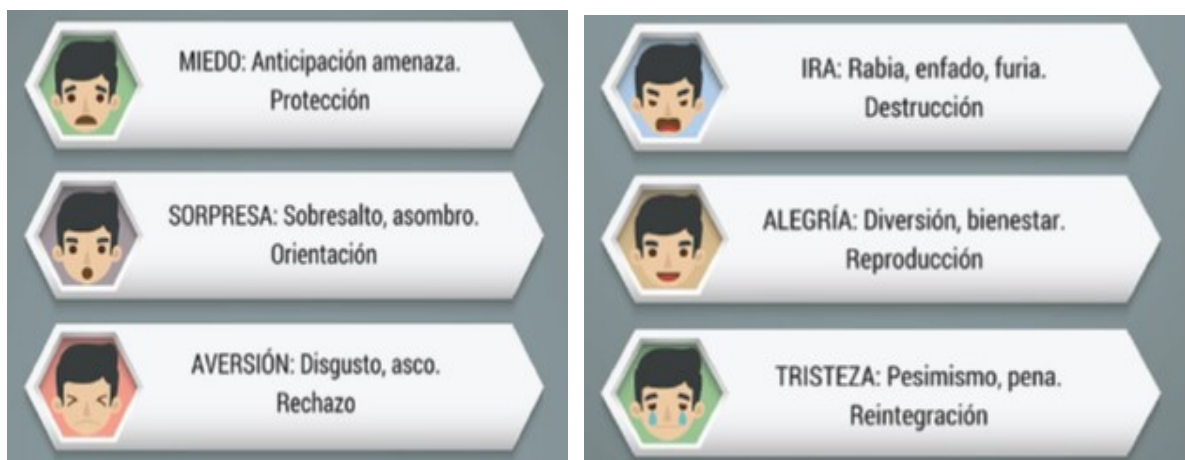 MIEDO: Anticipación amenaza.
Protección
SORPRESA: Sobresalto, asombro.
Orientación
AVERSIÓN: Disgusto, asco.
Rechazo
IRA: Rabia, enfado, furia.
Destrucción
ALEGRÍA: Diversión, bienestar.
Reproducción
TRISTEZA: Pesimismo, pena.
Reintegración